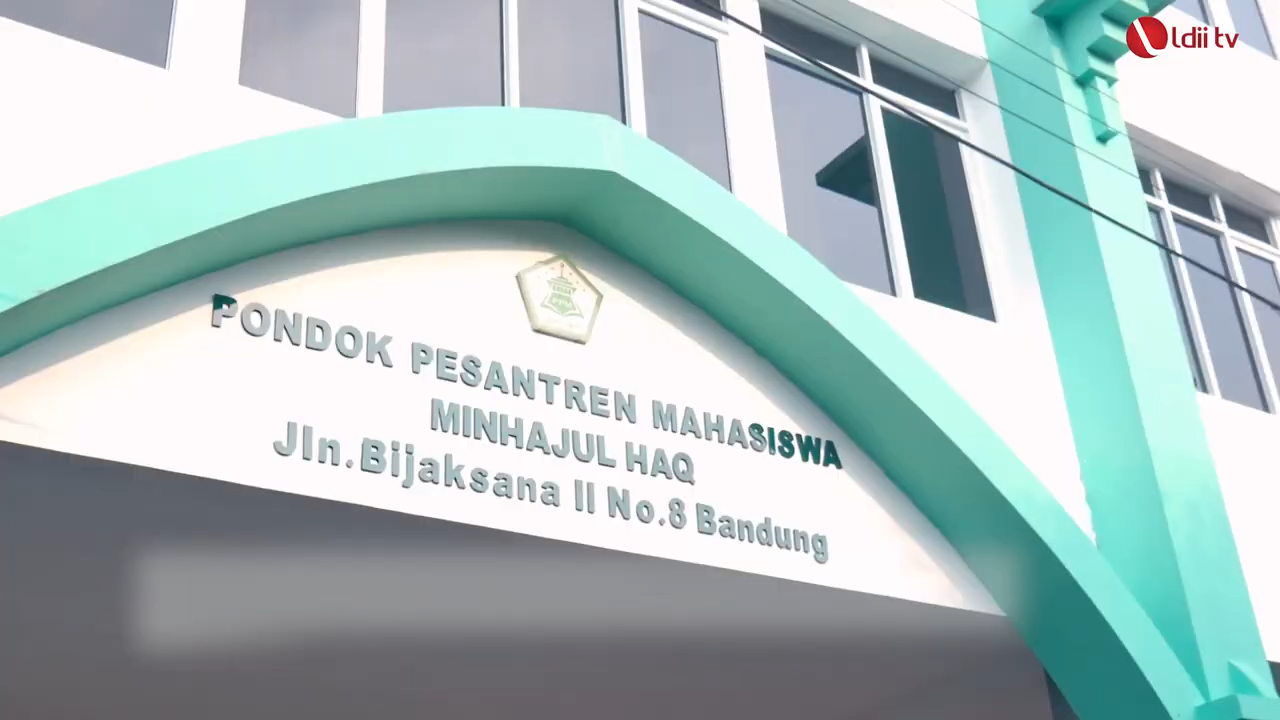 Ldii tv
PONDOK PESANTREN MAHASISWA
MINHAJUL HAQ
Jln.Bijaksana II No.8 Bandung